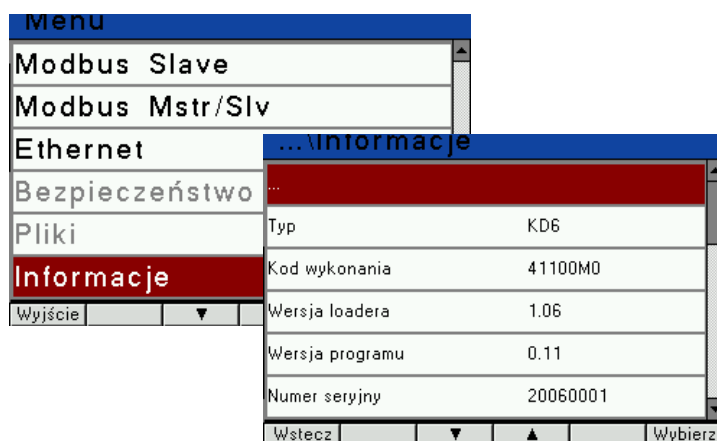 Menu
Modbus Slave
Modbus Mstr/Slv
Ethernet
Bezpieczeństwo
Pliki
Informacje
Wyjście ▼
...\Informacje
...
Typ KD6
Kod wykonania 41100M0
Wersja loadera 1.06
Wersja programu 0.11
Numer seryjny 20060001
Wstecz ▼ ▲ Wybierz